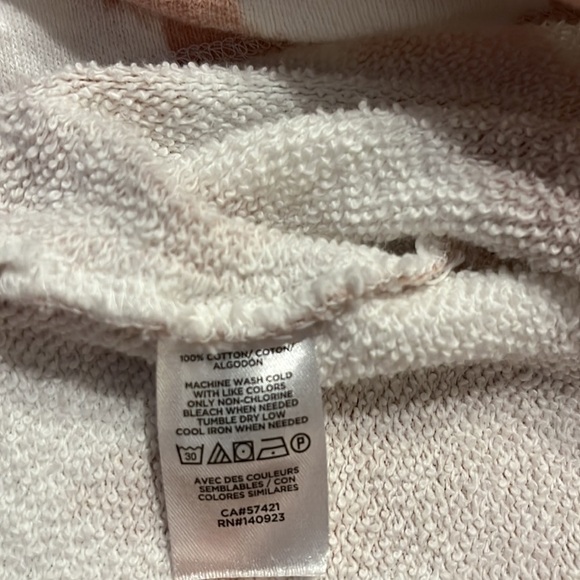 100% COTTON/ COTON/
ALGODÓN
MACHINE WASH COLD
WITH LIKE COLORS
ONLY NON-CHLORINE
BLEACH WHEN NEEDED
TUMBLE DRY LOW
COOL IRON WHEN NEEDED
30 P
AVEC DES COULEURS
SEMBLABLES / CON
COLORES SIMILARES
CA#57421
RN#140923